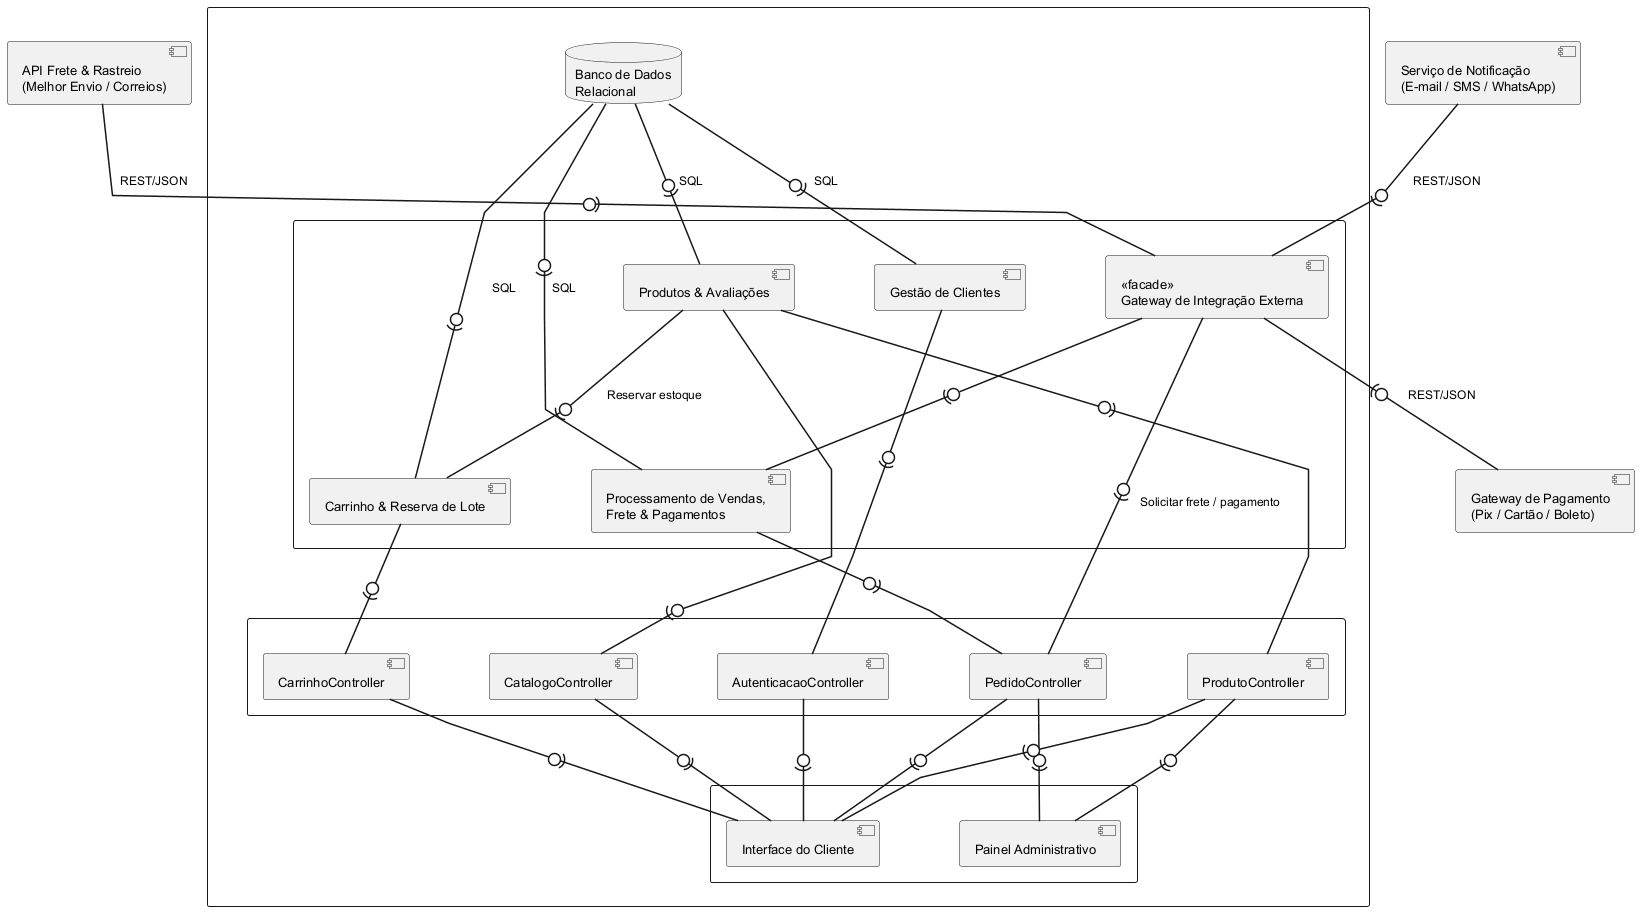 Banco de Dados
Relacional
API Frete & Rastreio
(Melhor Envio / Correios)
Serviço de Notificação
(E-mail / SMS / WhatsApp)
REST/JSON
SQL
SQL
REST/JSON
SQL
SQL
Produtos & Avaliações
Gestão de Clientes
«facade»
Gateway de Integração Externa
Reservar estoque
REST/JSON
Carrinho & Reserva de Lote
Processamento de Vendas,
Frete & Pagamentos
Solicitar frete / pagamento
Gateway de Pagamento
(Pix / Cartão / Boleto)
CarrinhoController
CatalogoController
AutenticacaoController
PedidoController
ProdutoController
Interface do Cliente
Painel Administrativo